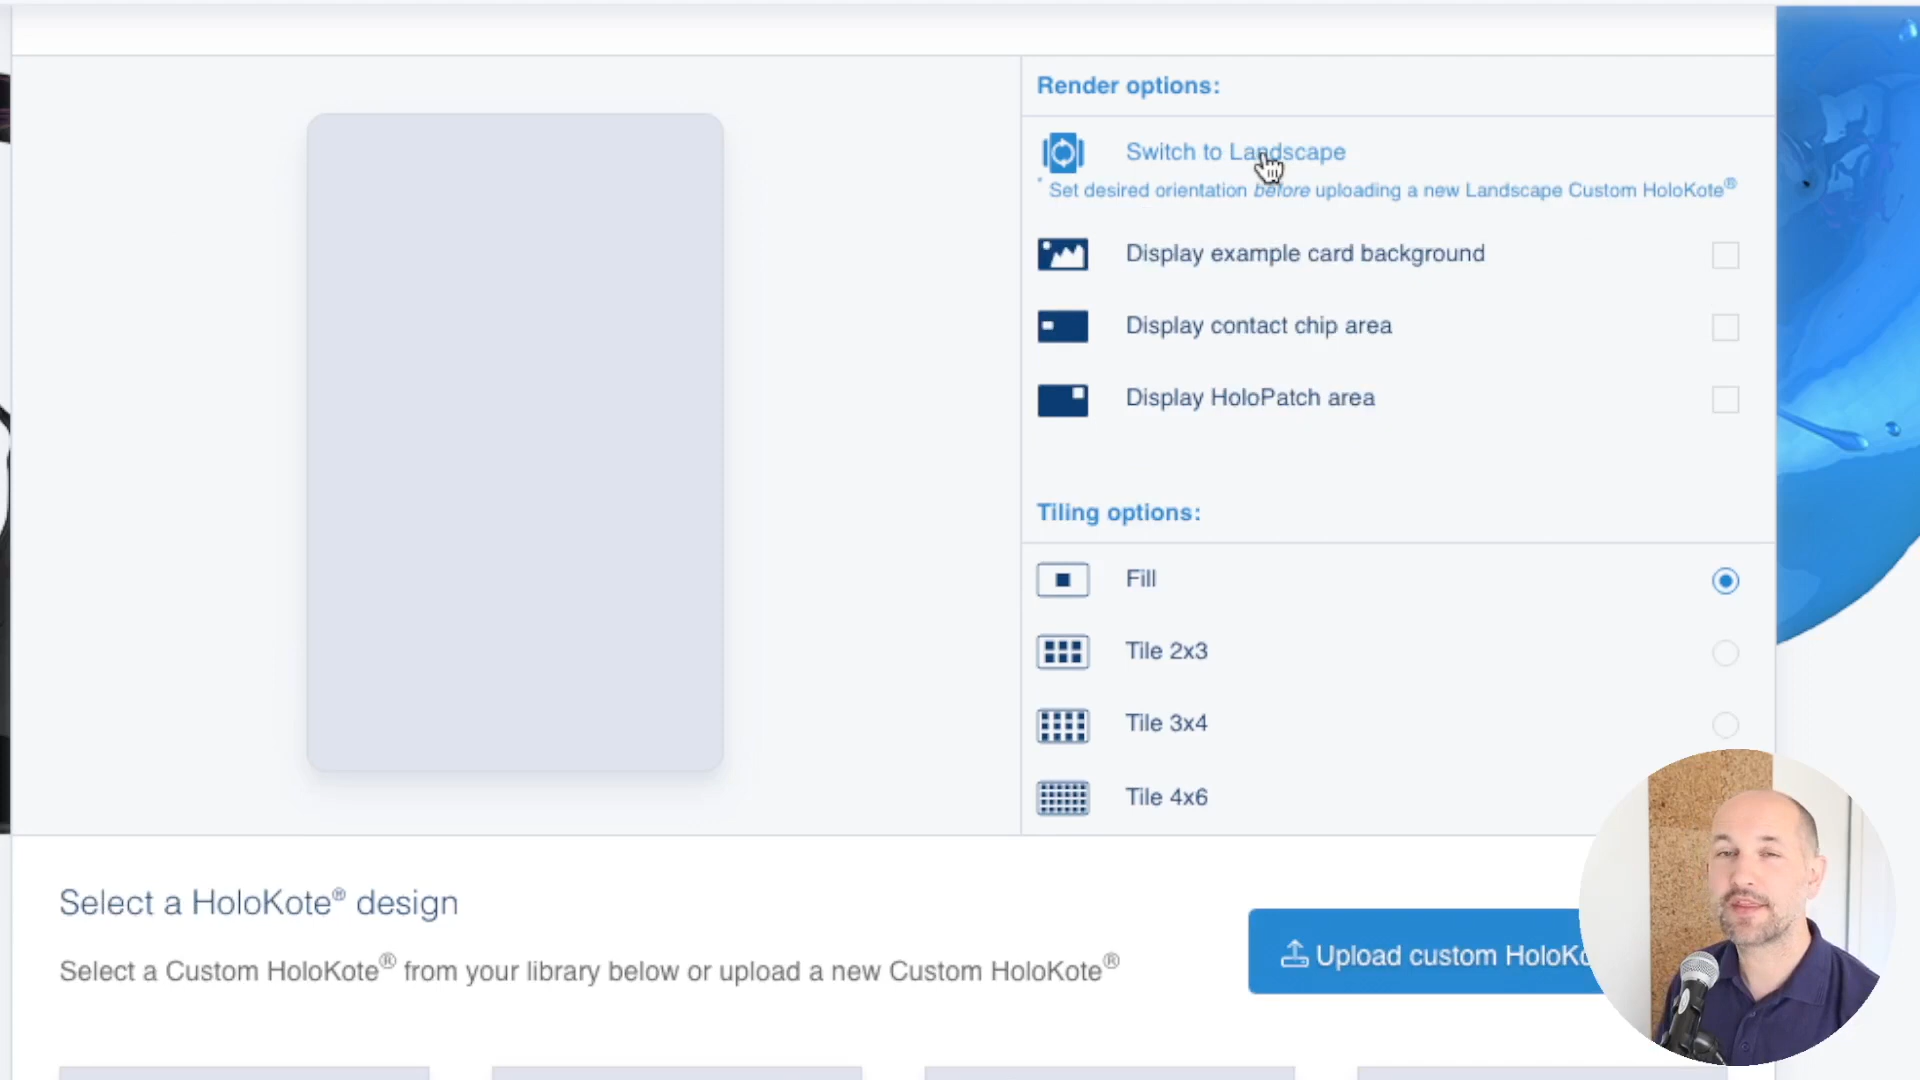 Render options:
Switch to Landscape
* Set desired orientation before uploading a new Landscape Custom HoloKote®
Display example card background
Display contact chip area
Display HoloPatch area
Tiling options:
Fill
Tile 2x3
Tile 3x4
Tile 4x6
Select a HoloKote® design
Select a Custom HoloKote® from your library below or upload a new Custom HoloKote®
Upload custom